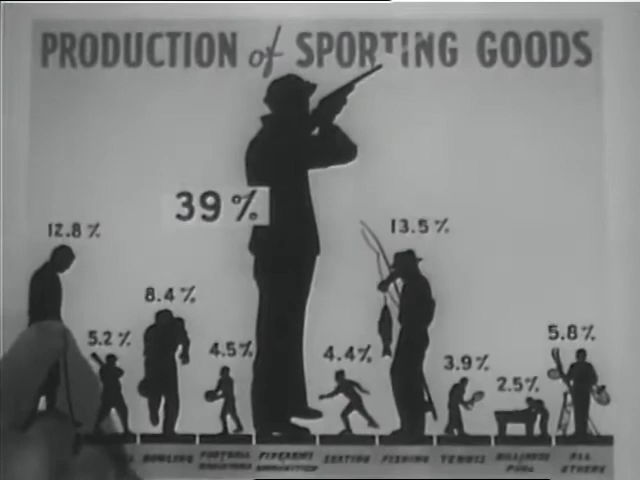 PRODUCTION of SPORTING GOODS
39%
12.8%
13.5%
8.4%
5.2%
4.5%
4.4%
3.9%
2.5%
5.8%
BOWLING
FOOTBALL
FIREARMS
AMMUNITION
SKATING
FISHING
TENNIS
BILLIARDS
POOL
ALL
OTHERS